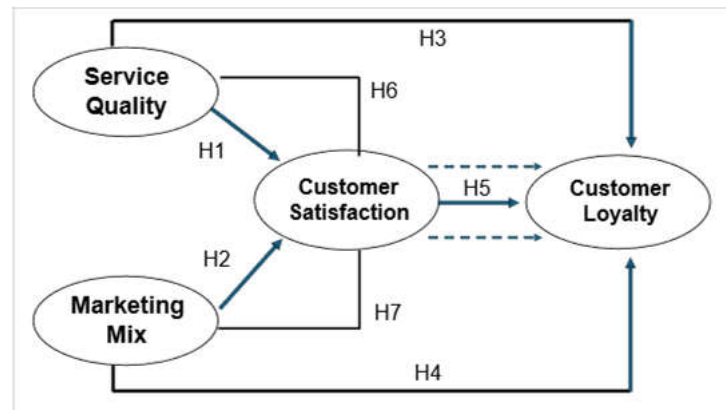 H3
Service
Quality
H6
H1
Customer
Satisfaction
H5
Customer
Loyalty
H2
Marketing
Mix
H7
H4